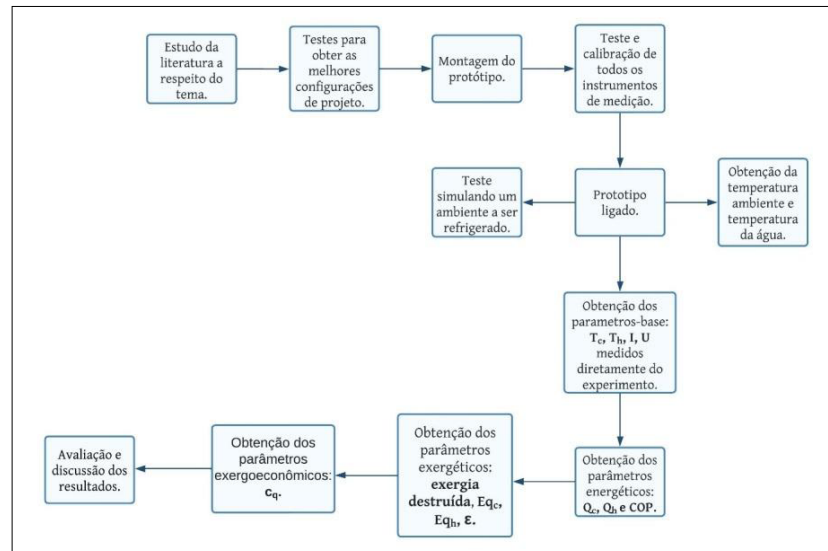 Estudo da
literatura a
respeito do
tema.
Testes para
obter as
melhores
configurações
de projeto.
Montagem do
protótipo.
Teste e
calibração de
todos os
instrumentos
de medição.
Teste
simulando um
ambiente a ser
refrigerado.
Prototipo
ligado.
Obtenção da
temperatura
ambiente e
temperatura
da água.
Obtenção dos
parametros-base:
Tc, Th, I, U
medidos
diretamente do
experimento.
Obtenção dos
parâmetros
energéticos:
Qc, Qh e COP.
Obtenção dos
parâmetros
exergéticos:
exergia
destruída, Eqc,
Eqh, ε.
Obtenção dos
parâmetros
exergoeconômicos:
cq.
Avaliação e
discussão dos
resultados.